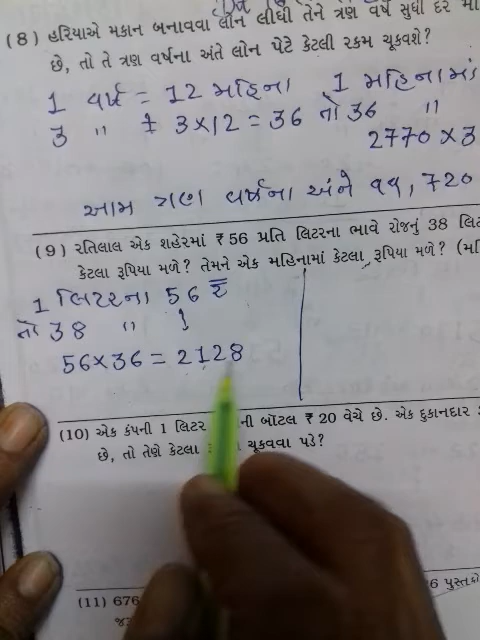 (8) હરિયાએ મકાન બનાવવા લોન લીધી તેને ત્રણ વર્ષ સુધી દર
છે, તો તે ત્રણ વર્ષના અંતે લોન પેટે કેટલી રકમ ચૂકવશે?
1 વર્ષ = 12 મહિના 1 મહિનામાં
3 " = 3×12 = 36 તો 36 "
2770 × 3
આમ ત્રણ વર્ષના અંતે ૯૯,720
(9) રતિલાલ એક શહેરમાં ₹ 56 પ્રતિ લિટરના ભાવે રોજનું 38
કેટલા રૂપિયા મળે? તેમને એક મહિનામાં કેટલા રૂપિયા મળે?
1 લિટરના 56 ₹
તો 38 " ?
56×36 = 2128
(10) એક કંપની 1 લિટર ની બૉટલ ₹ 20 વેચે છે. એક દુકાનદાર
છે, તો તેણે કેટલા ચૂકવવા પડે?
(11) 676 પુસ્તકો